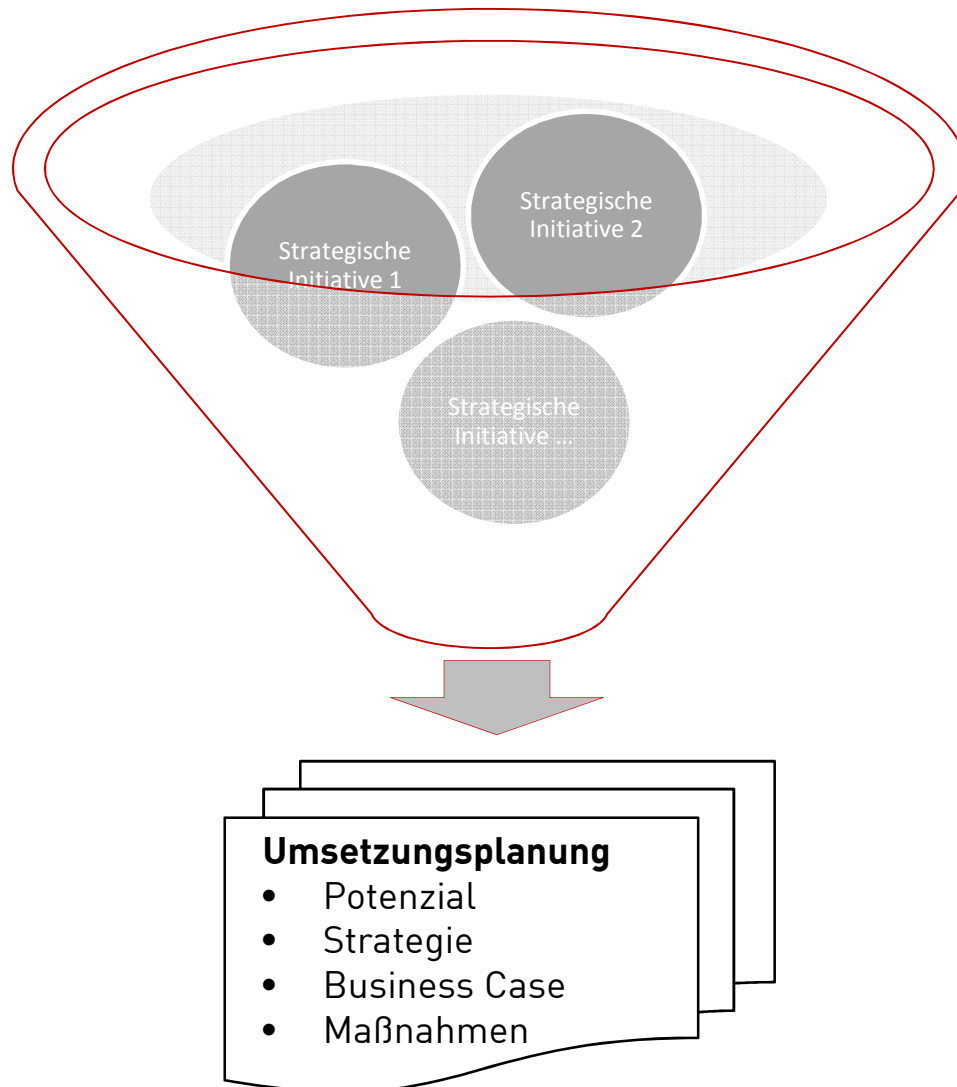 Strategische
Initiative 2
Strategische
Initiative 1
Strategische
Initiative ...
Umsetzungsplanung
• Potenzial
• Strategie
• Business Case
• Maßnahmen